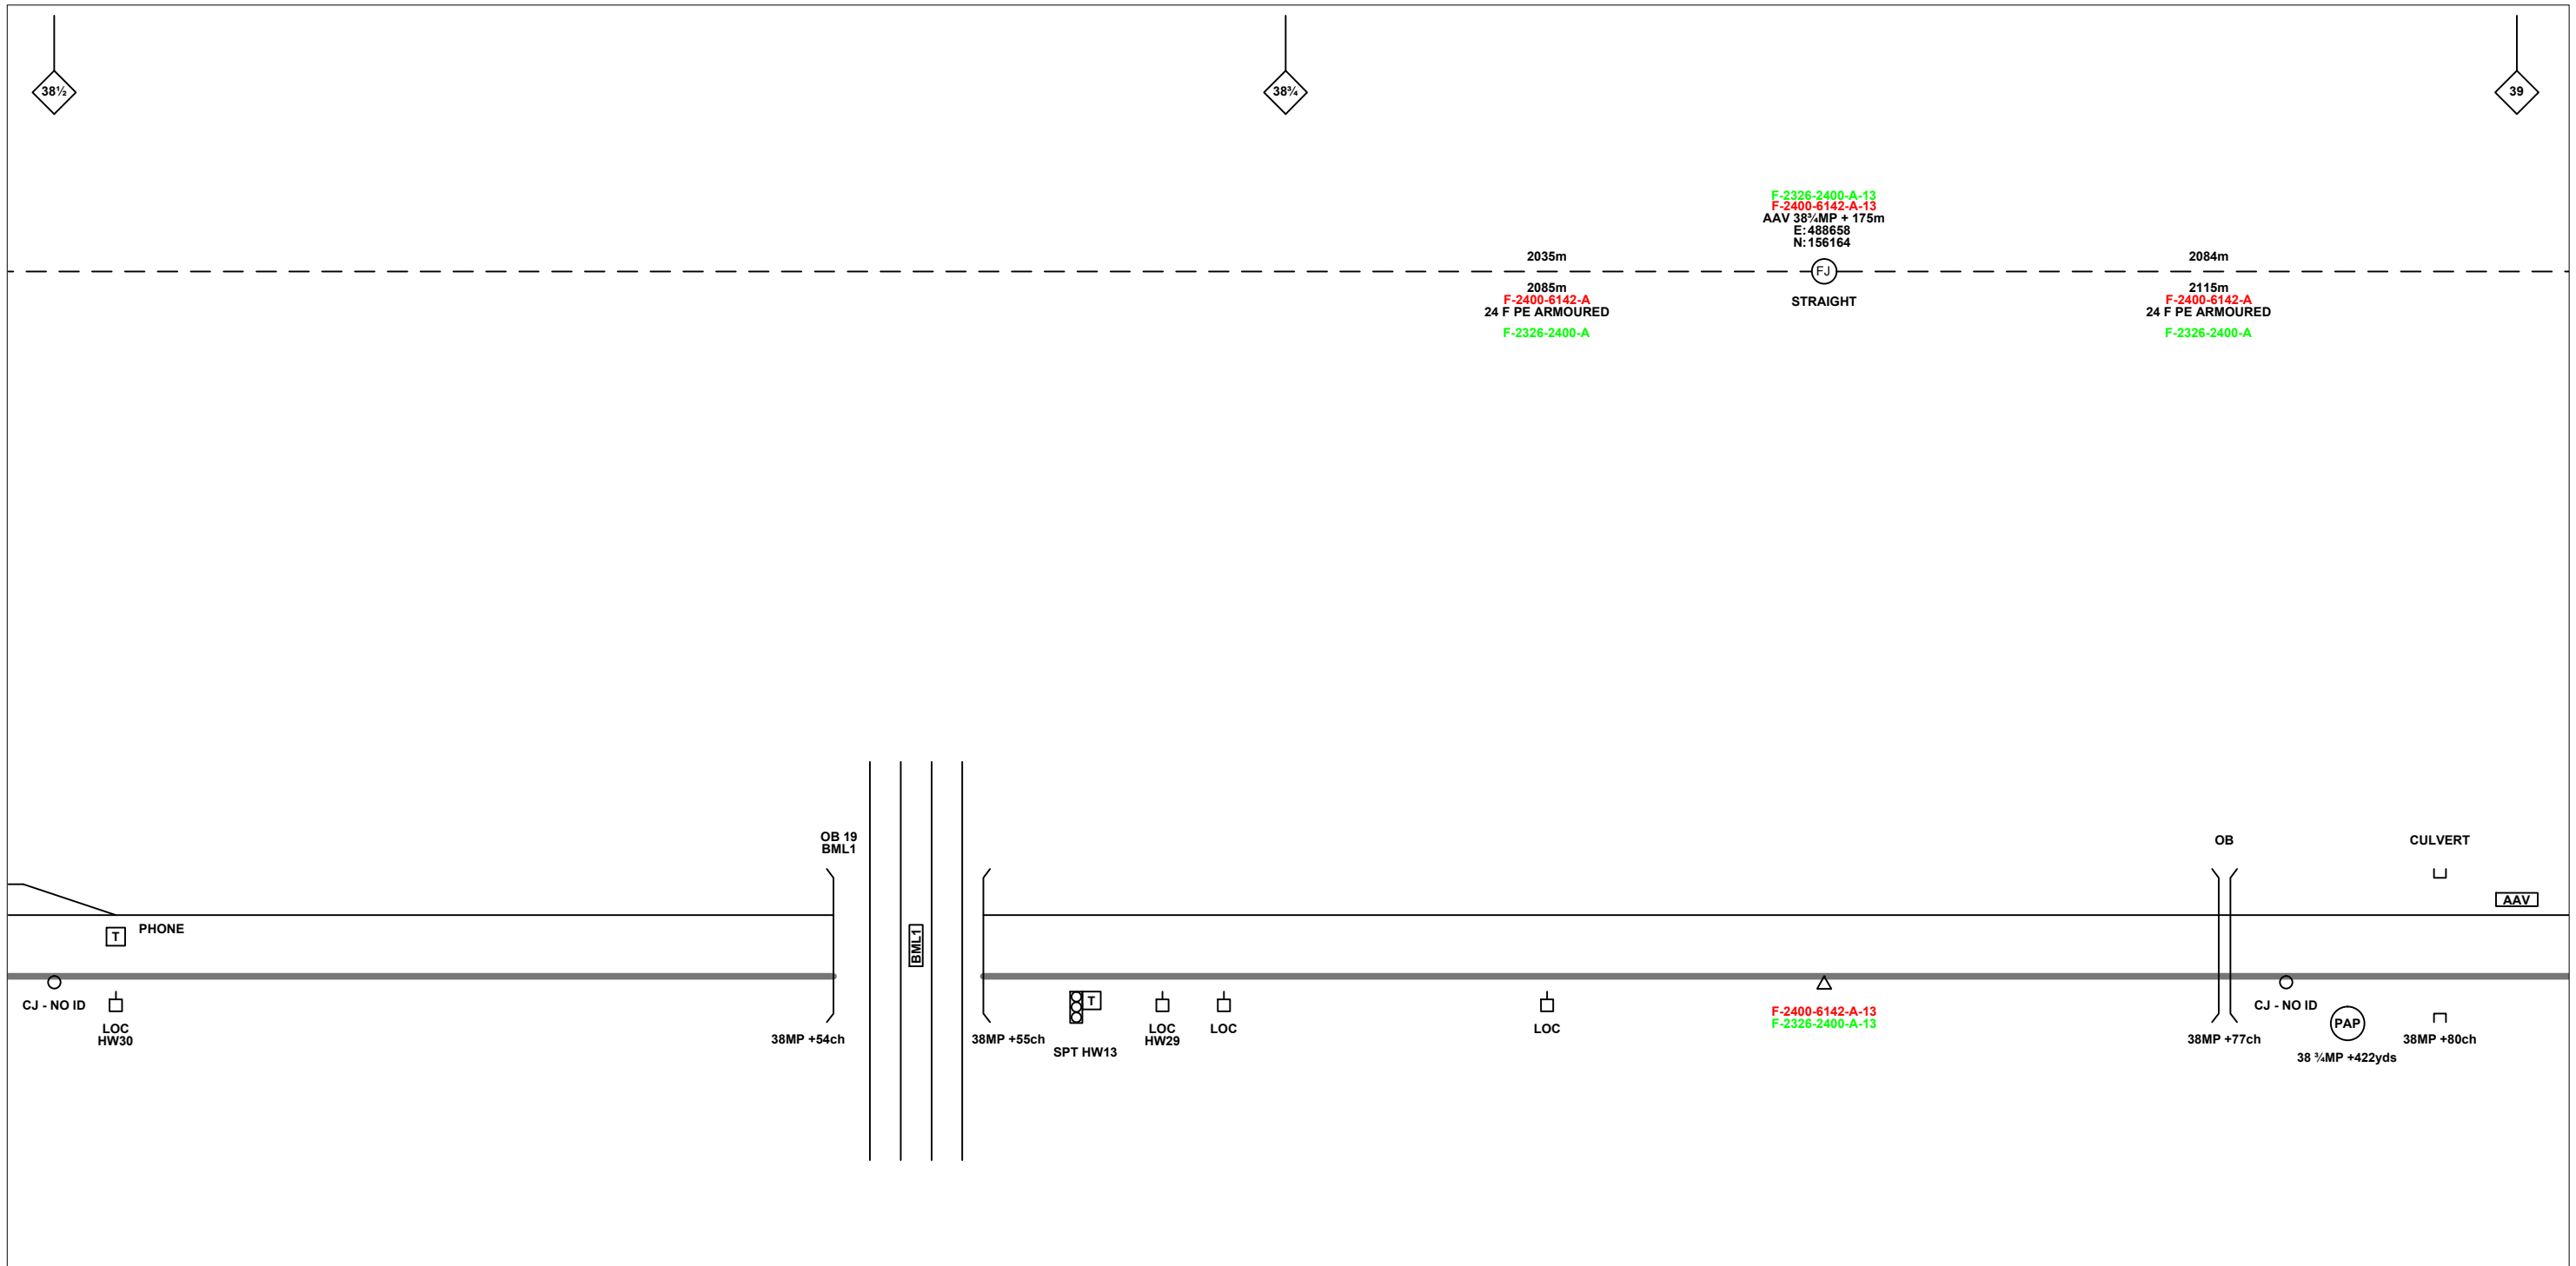 38½
38¾
39
F-2326-2400-A-13
F-2400-6142-A-13
AAV 38¾MP + 175m
E:488658
N:156164
2035m
FJ
2084m
2085m
F-2400-6142-A
24 F PE ARMOURED
F-2326-2400-A
STRAIGHT
2115m
F-2400-6142-A
24 F PE ARMOURED
F-2326-2400-A
OB 19
BML1
OB
CULVERT
AAV
PHONE
T
BML1
CJ - NO ID
LOC
HW30
38MP +54ch
38MP +55ch
T
SPT HW13
LOC
HW29
LOC
LOC
F-2400-6142-A-13
F-2326-2400-A-13
38MP +77ch
CJ - NO ID
PAP
38 ¾MP +422yds
38MP +80ch